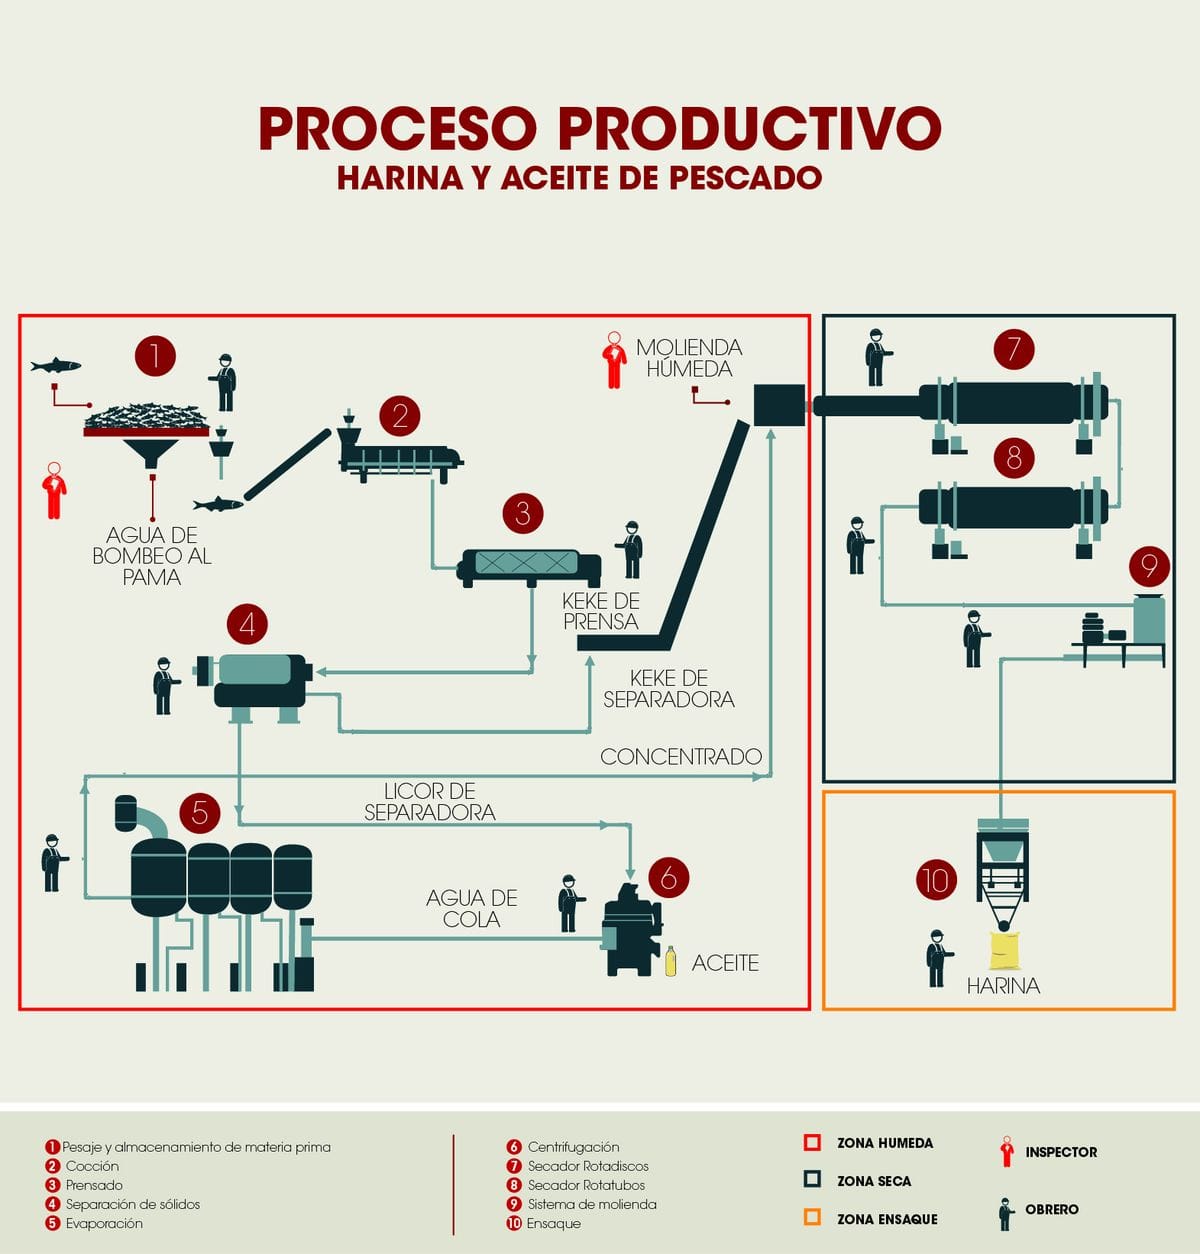 PROCESO PRODUCTIVO
HARINA Y ACEITE DE PESCADO
1
2
3
4
5
6
7
8
9
10
AGUA DE
BOMBEO AL
PAMA
MOLIENDA
HÚMEDA
KEKE DE
PRENSA
KEKE DE
SEPARADORA
CONCENTRADO
LICOR DE
SEPARADORA
AGUA DE
COLA
ACEITE
HARINA
1 Pesaje y almacenamiento de materia prima
2 Cocción
3 Prensado
4 Separación de sólidos
5 Evaporación
6 Centrifugación
7 Secador Rotadiscos
8 Secador Rotatubos
9 Sistema de molienda
10 Ensaque
ZONA HUMEDA
ZONA SECA
ZONA ENSAQUE
INSPECTOR
OBRERO